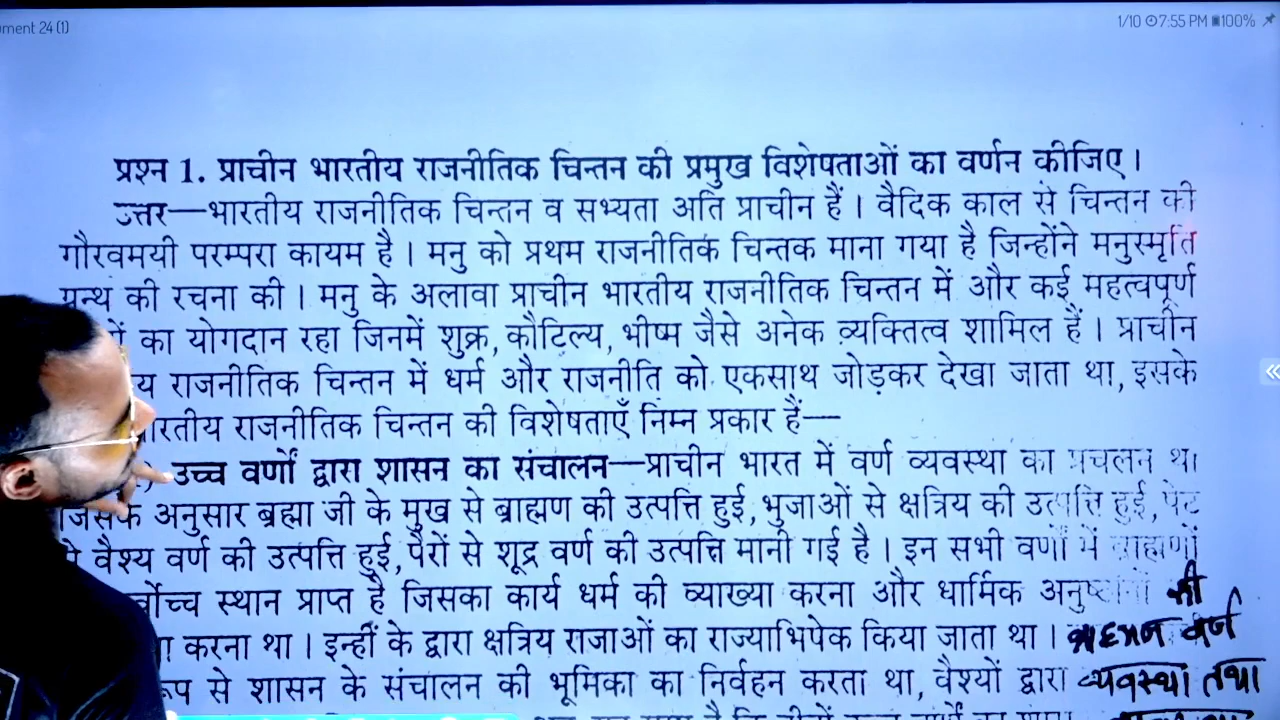 ment 24 (1)
1/10 7:55 PM 100%
प्रश्न 1. प्राचीन भारतीय राजनीतिक चिन्तन की प्रमुख विशेषताओं का वर्णन कीजिए।
उत्तर—भारतीय राजनीतिक चिन्तन व सभ्यता अति प्राचीन हैं। वैदिक काल से चिन्तन की
गौरवमयी परम्परा कायम है। मनु को प्रथम राजनीतिक चिन्तक माना गया है जिन्होंने मनुस्मृति
ग्रन्थ की रचना की। मनु के अलावा प्राचीन भारतीय राजनीतिक चिन्तन में और कई महत्वपूर्ण
का योगदान रहा जिनमें शुक्र, कौटिल्य, भीष्म जैसे अनेक व्यक्तित्व शामिल हैं। प्राचीन
य राजनीतिक चिन्तन में धर्म और राजनीति को एकसाथ जोड़कर देखा जाता था, इसके
ारतीय राजनीतिक चिन्तन की विशेषताएँ निम्न प्रकार हैं—
उच्च वर्णों द्वारा शासन का संचालन—प्राचीन भारत में वर्ण व्यवस्था का प्रचलन था
जिसके अनुसार ब्रह्मा जी के मुख से ब्राह्मण की उत्पत्ति हुई, भुजाओं से क्षत्रिय की उत्पत्ति हुई, पेट
से वैश्य वर्ण की उत्पत्ति हुई, पैरों से शूद्र वर्ण की उत्पत्ति मानी गई है। इन सभी वर्णों में ब्राह्मणों
र्वोच्च स्थान प्राप्त है जिसका कार्य धर्म की व्याख्या करना और धार्मिक की
करना था। इन्हीं के द्वारा क्षत्रिय राजाओं का राज्याभिषेक किया जाता था। वर्ण
रूप से शासन के संचालन की भूमिका का निर्वहन करता था, वैश्यों द्वारा व्यवस्था तथा